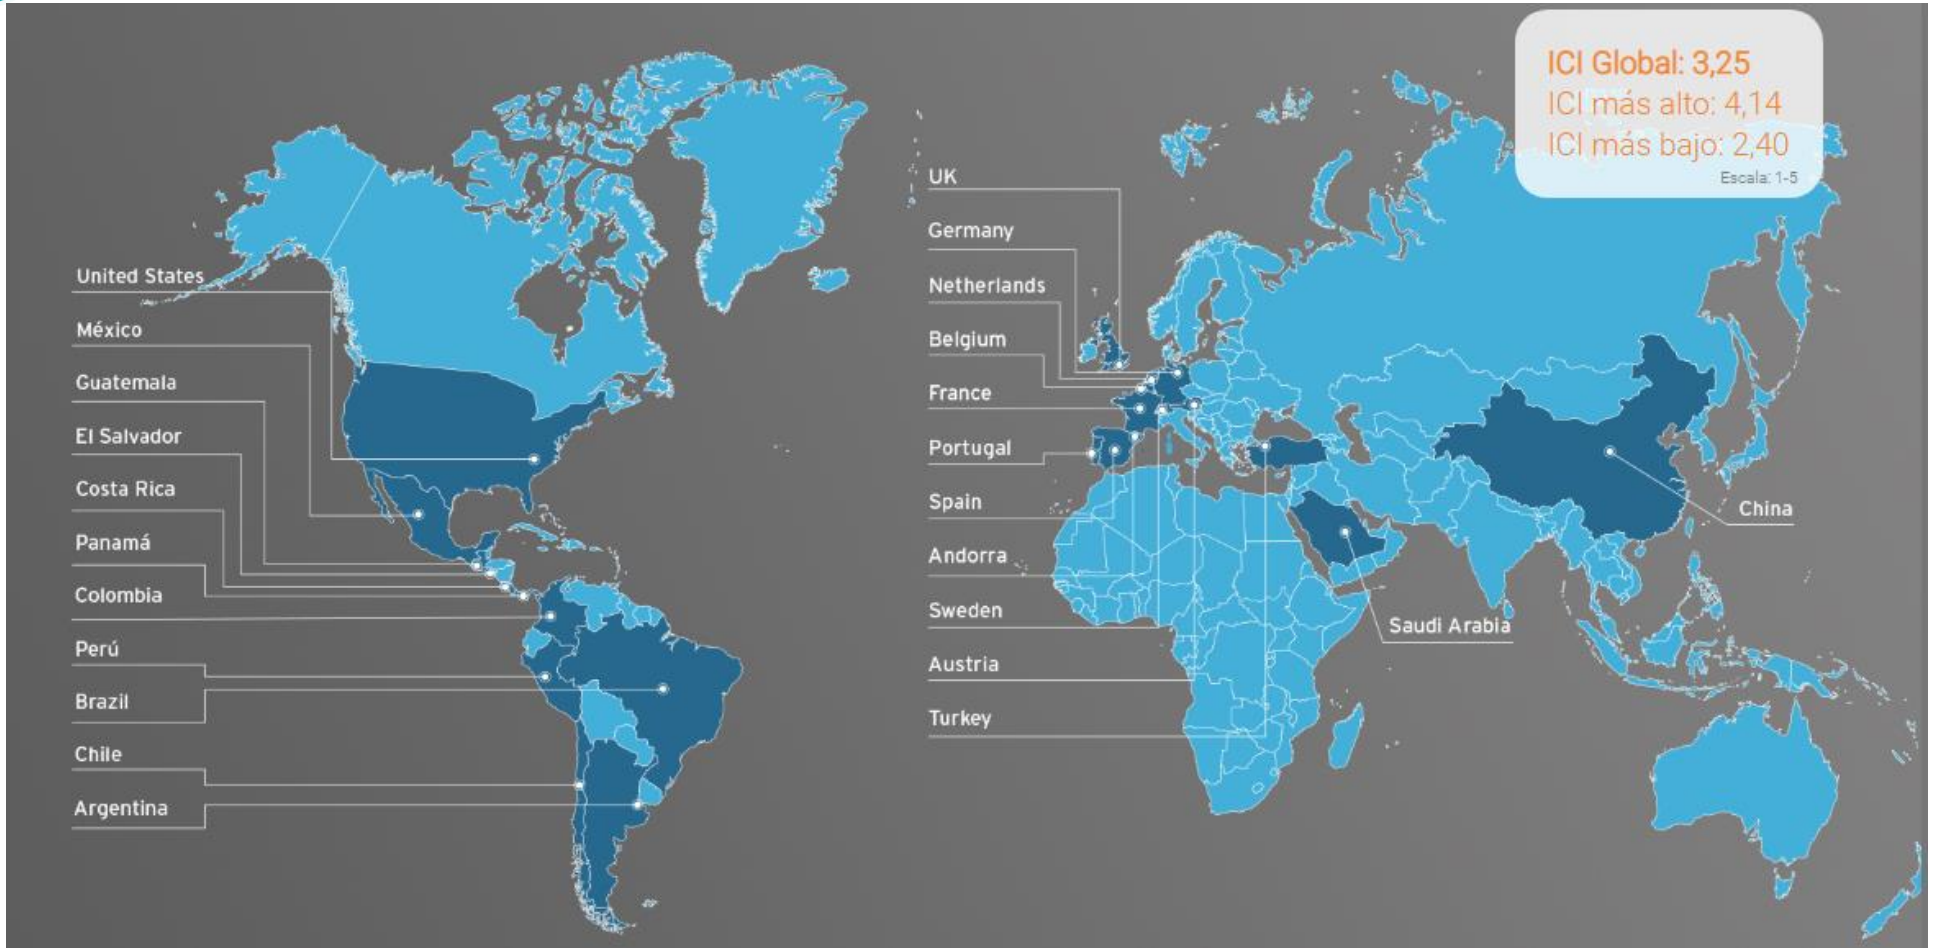 ICI Global: 3,25
ICI más alto: 4,14
ICI más bajo: 2,40
Escala: 1-5
United States
México
Guatemala
El Salvador
Costa Rica
Panamá
Colombia
Perú
Brazil
Chile
Argentina
UK
Germany
Netherlands
Belgium
France
Portugal
Spain
Andorra
Sweden
Austria
Turkey
Saudi Arabia
China